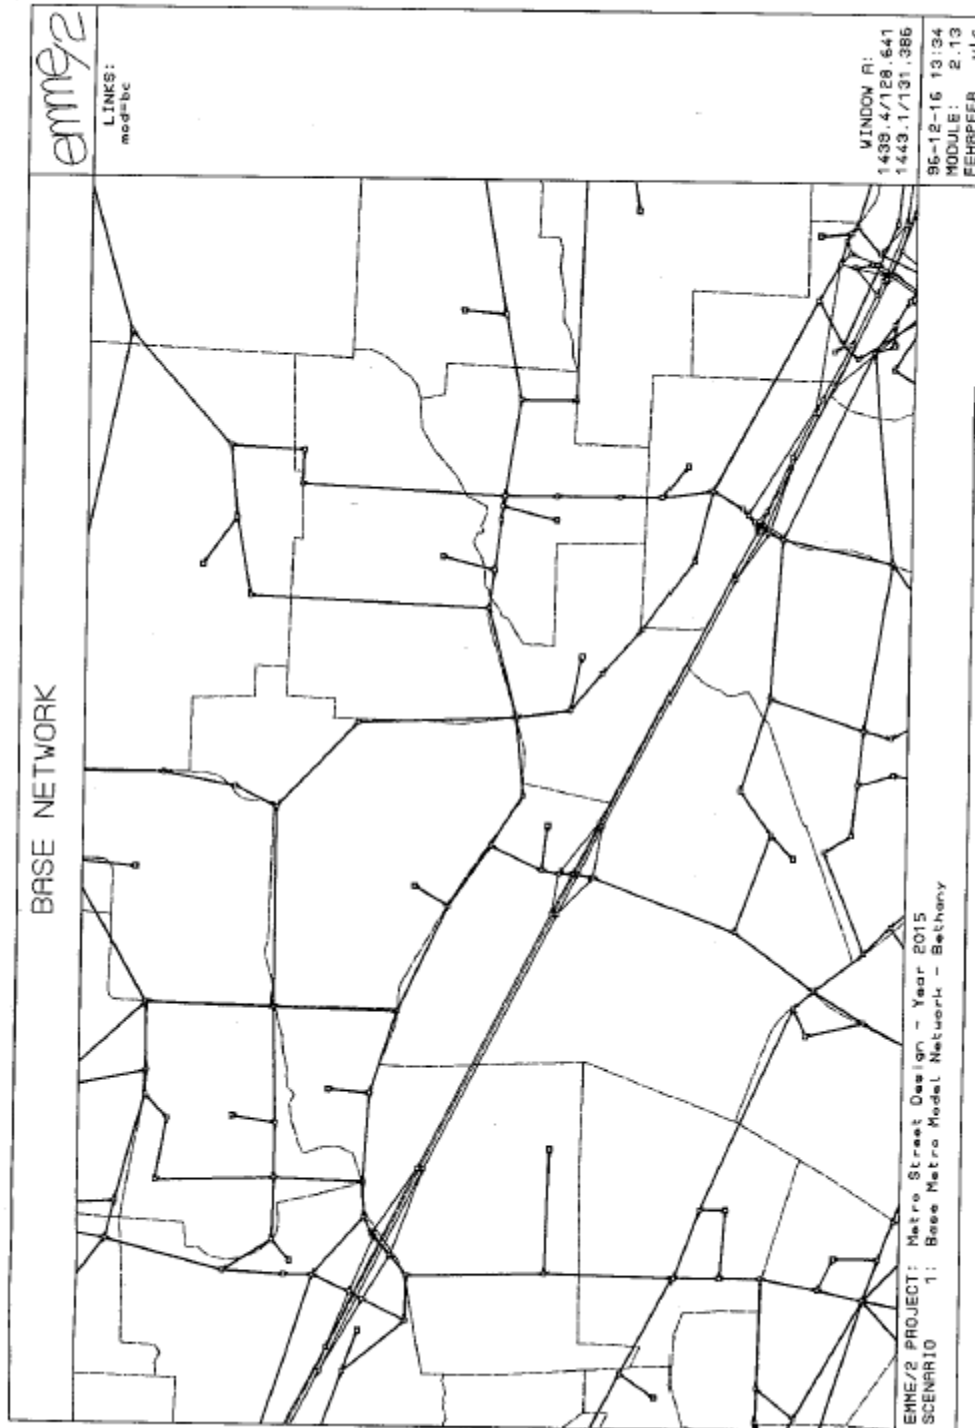 BASE NETWORK
emme/2
LINKS:
mod=bc
WINDOW A:
1439.4/128.641
1443.1/131.386
EMME/2 PROJECT: Metro Street Design - Year 2015
SCENARIO 1: Base Metro Model Network - Bethany
96-12-16 13:34
MODULE: 2.13